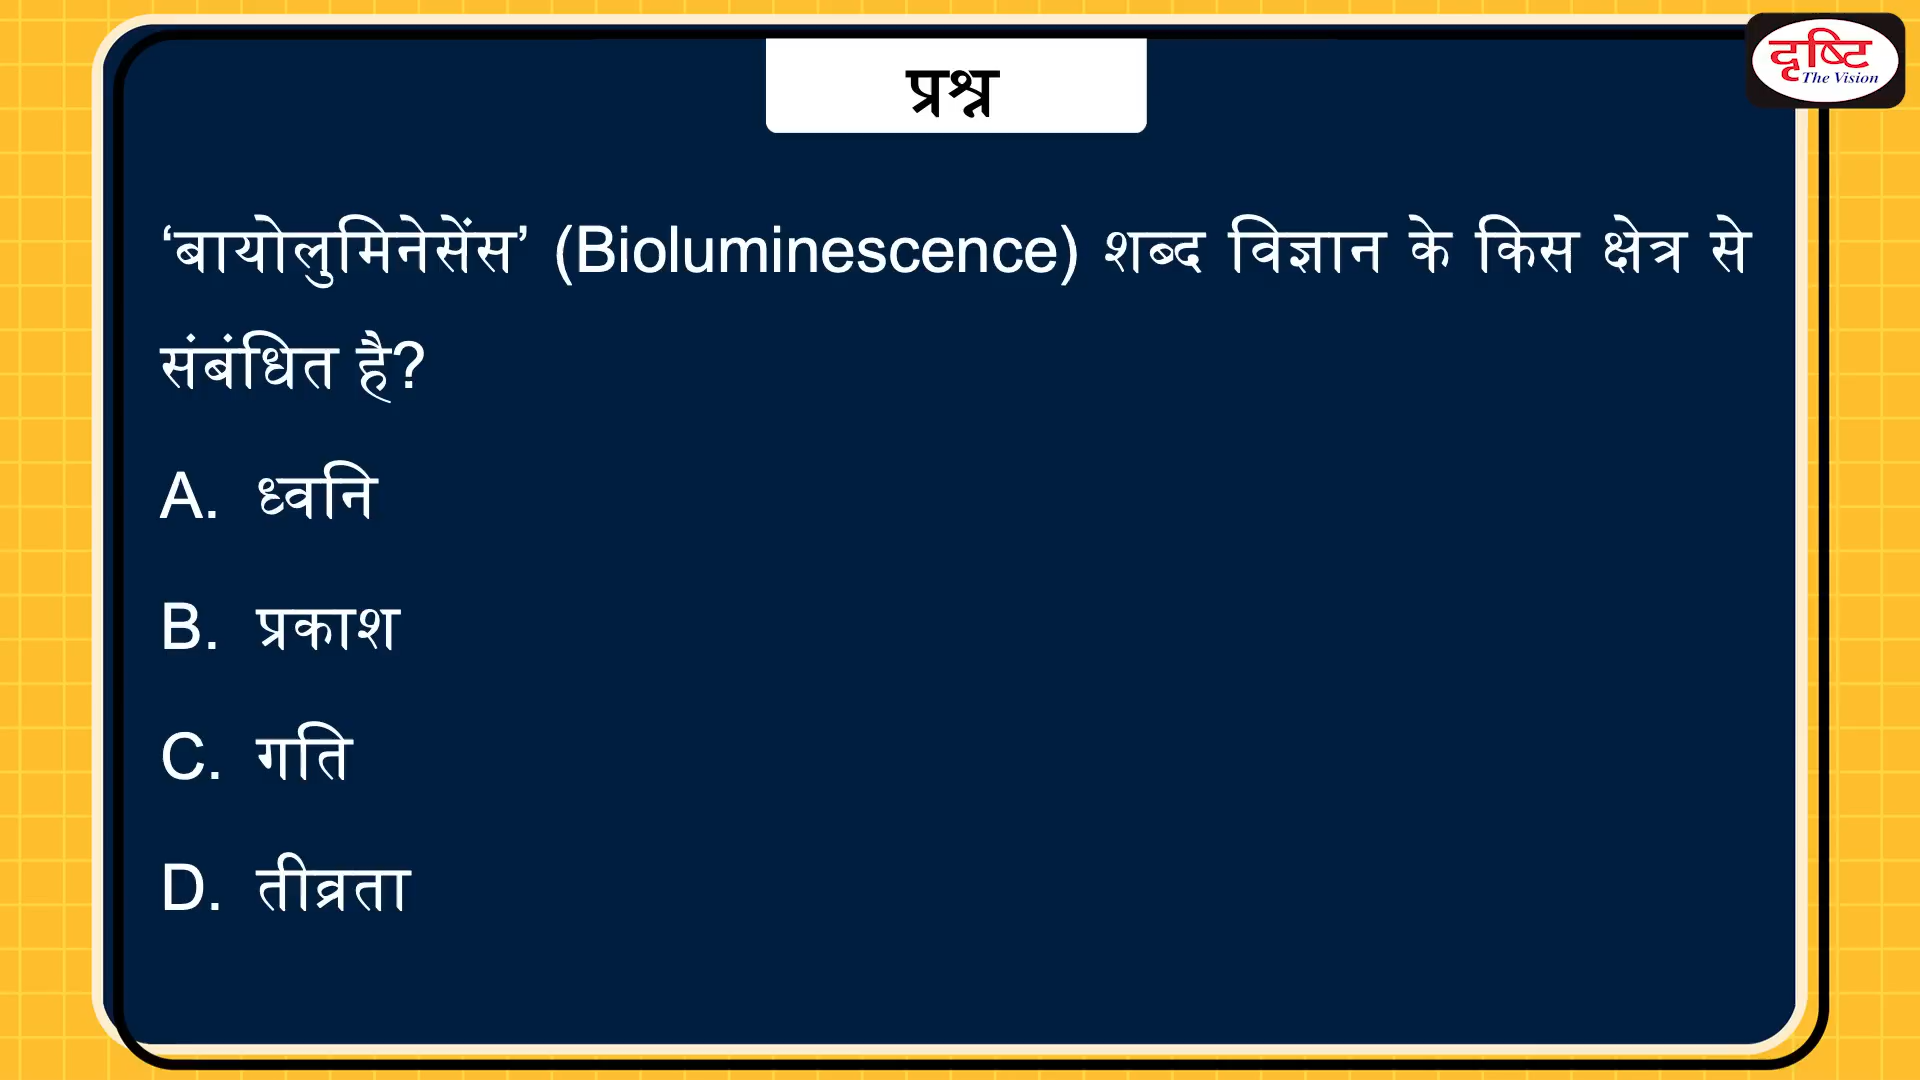 दृष्टि
The Vision
प्रश्न
‘बायोलुमिनेसेंस’ (Bioluminescence) शब्द विज्ञान के किस क्षेत्र से
संबंधित है?
A. ध्वनि
B. प्रकाश
C. गति
D. तीव्रता